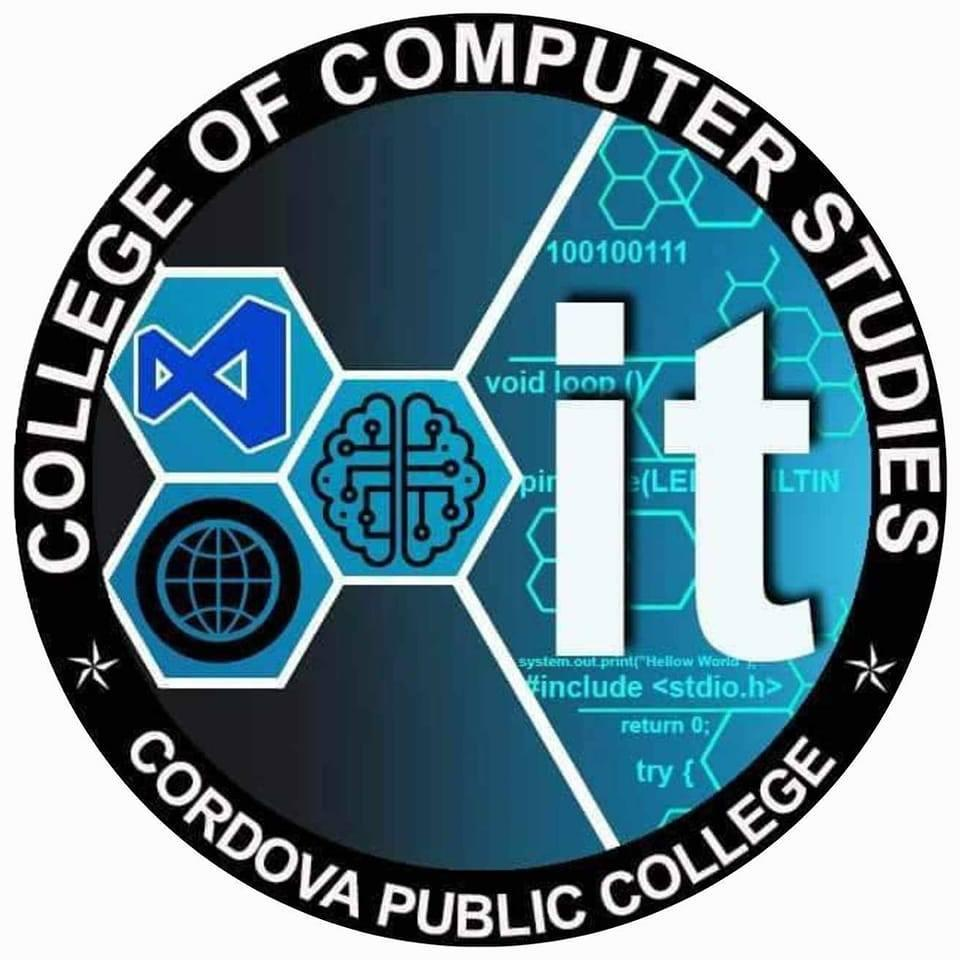 COLLEGE OF COMPUTER STUDIES
100100111
it
void loop ()
LTIN
system.out.print("Hellow World
#include <stdio.h>
return 0;
try {
CORDOVA PUBLIC COLLEGE